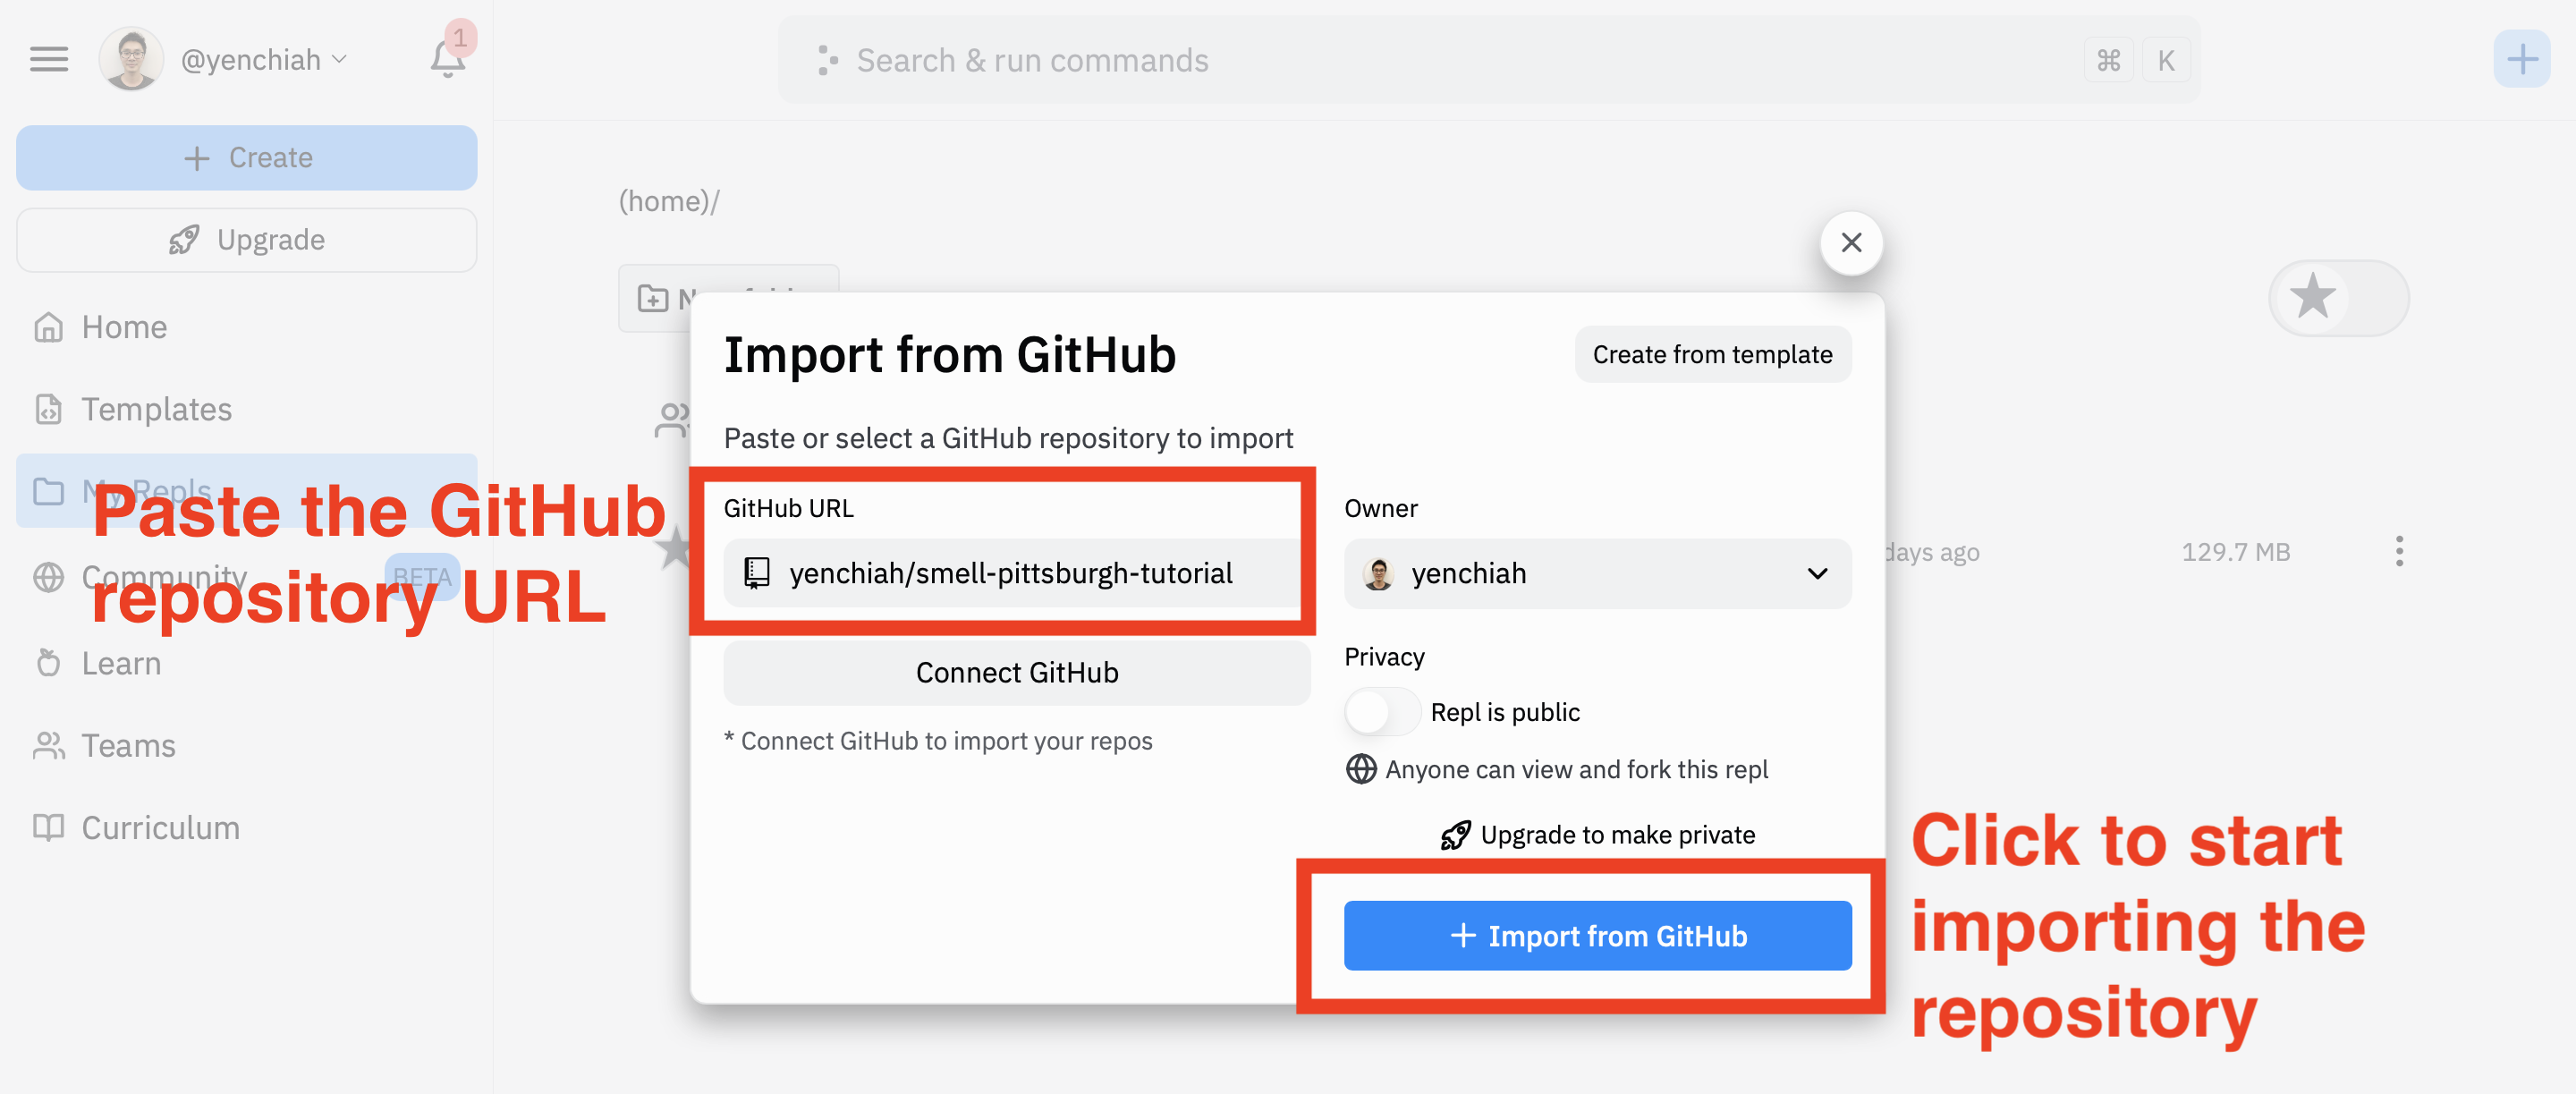 @yenchiah
1
Search & run commands
⌘ K
Create
Upgrade
Home
Templates
My Repls
Community BETA
Learn
Teams
Curriculum
(home)/
Import from GitHub
Create from template
Paste or select a GitHub repository to import
GitHub URL
yenchiah/smell-pittsburgh-tutorial
Connect GitHub
* Connect GitHub to import your repos
Owner
yenchiah
Privacy
Repl is public
Anyone can view and fork this repl
Upgrade to make private
Import from GitHub
days ago
129.7 MB
Paste the GitHub
repository URL
Click to start
importing the
repository